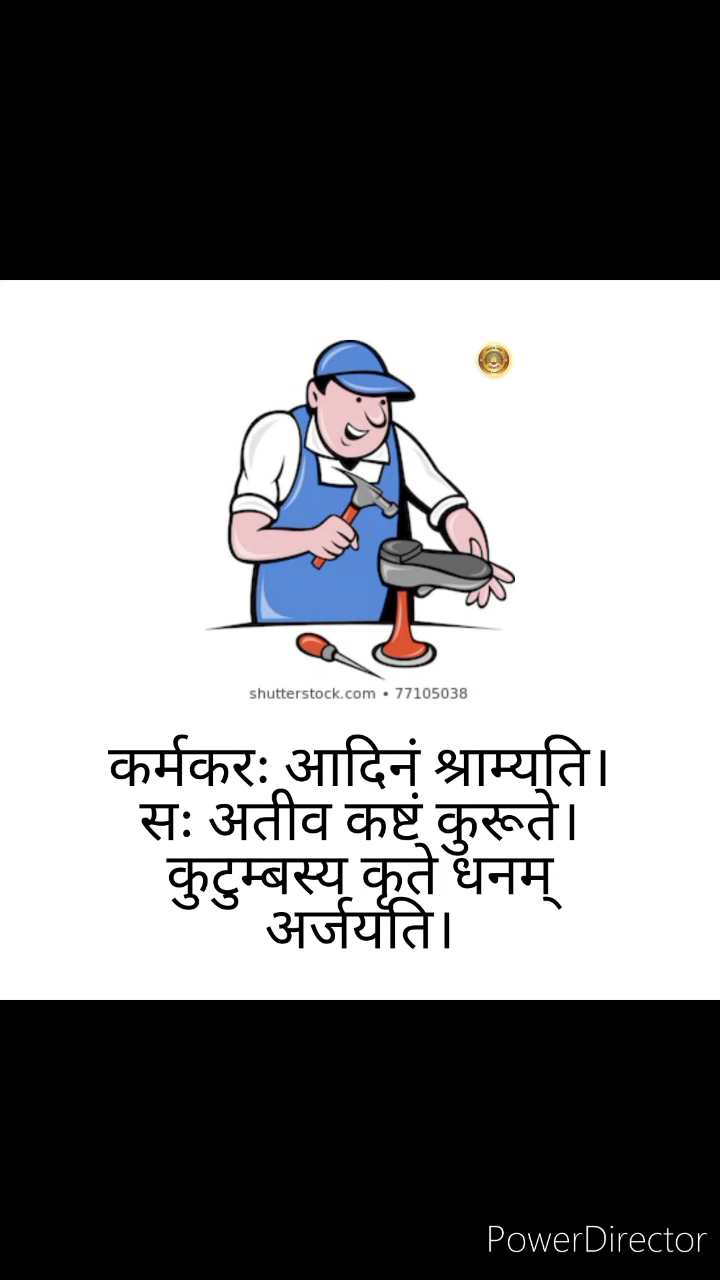 shutterstock.com • 77105038
कर्मकरः आदिनं श्राम्यति।
सः अतीव कष्टं कुरूते।
कुटुम्बस्य कृते धनम्
अर्जयति।
PowerDirector